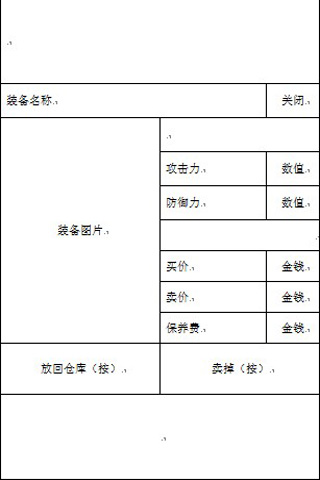 装备名称 关闭
攻击力 数值
防御力 数值
装备图片
买价 金钱
卖价 金钱
保养费 金钱
放回仓库（按） 卖掉（按）